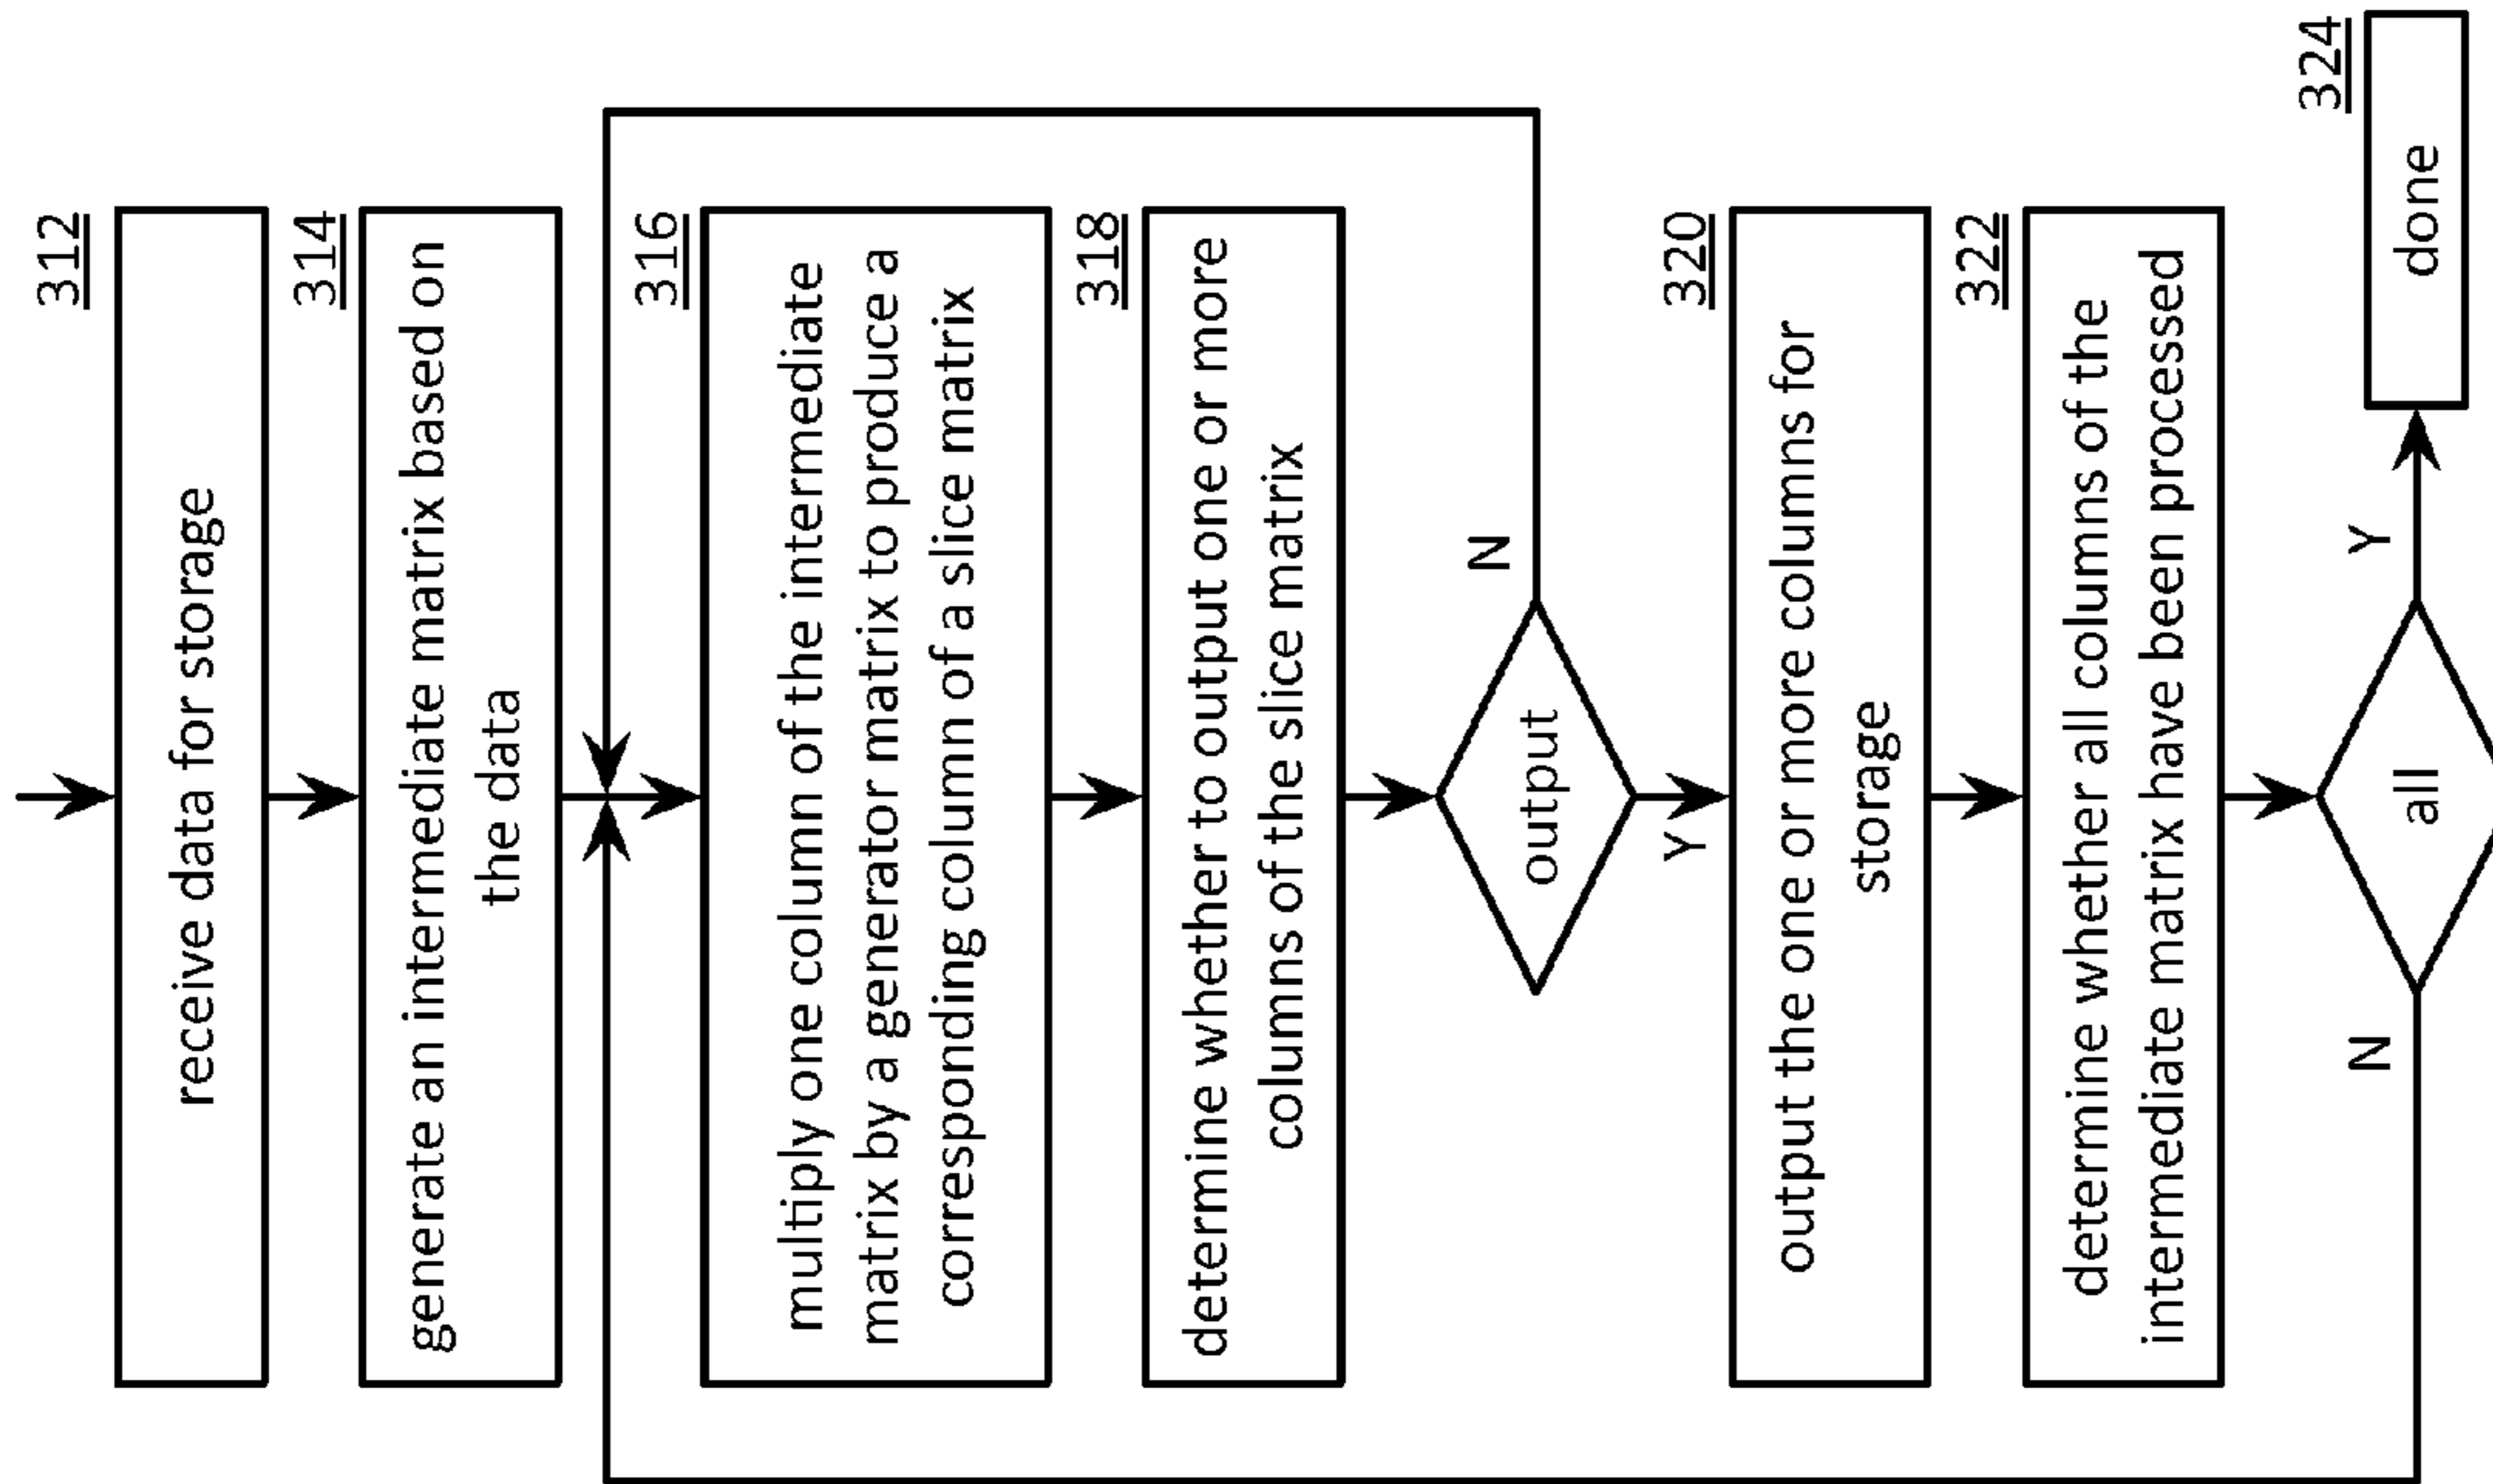 312
receive data for storage
314
generate an intermediate matrix based on
the data
316
multiply one column of the intermediate
matrix by a generator matrix to produce a
corresponding column of a slice matrix
318
determine whether to output one or more
columns of the slice matrix
output
N
Y
320
output the one or more columns for
storage
322
determine whether all columns of the
intermediate matrix have been processed
all
N
Y
324
done